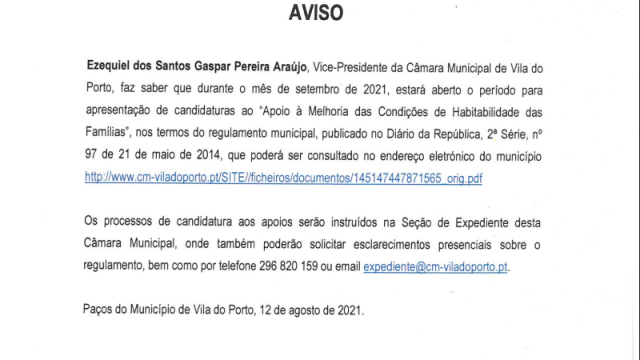 AVISO
Ezequiel dos Santos Gaspar Pereira Araújo, Vice-Presidente da Câmara Municipal de Vila do
Porto, faz saber que durante o mês de setembro de 2021, estará aberto o período para
apresentação de candidaturas ao “Apoio à Melhoria das Condições de Habitabilidade das
Famílias”, nos termos do regulamento municipal, publicado no Diário da República, 2ª Série, nº
97 de 21 de maio de 2014, que poderá ser consultado no endereço eletrónico do município
http://www.cm-viladoporto.pt/SITE//ficheiros/documentos/145147447871565_orig.pdf
Os processos de candidatura aos apoios serão instruídos na Seção de Expediente desta
Câmara Municipal, onde também poderão solicitar esclarecimentos presenciais sobre o
regulamento, bem como por telefone 296 820 159 ou email expediente@cm-viladoporto.pt.
Paços do Município de Vila do Porto, 12 de agosto de 2021.